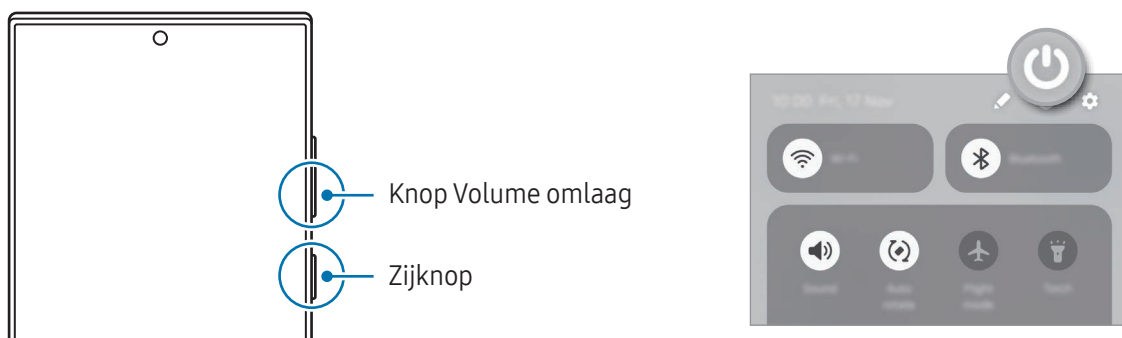 Knop Volume omlaag
Zijknop
10:00 Fri, 17 Nov
Wi-Fi
Bluetooth
Sound
Auto
rotate
Flight
mode
Torch